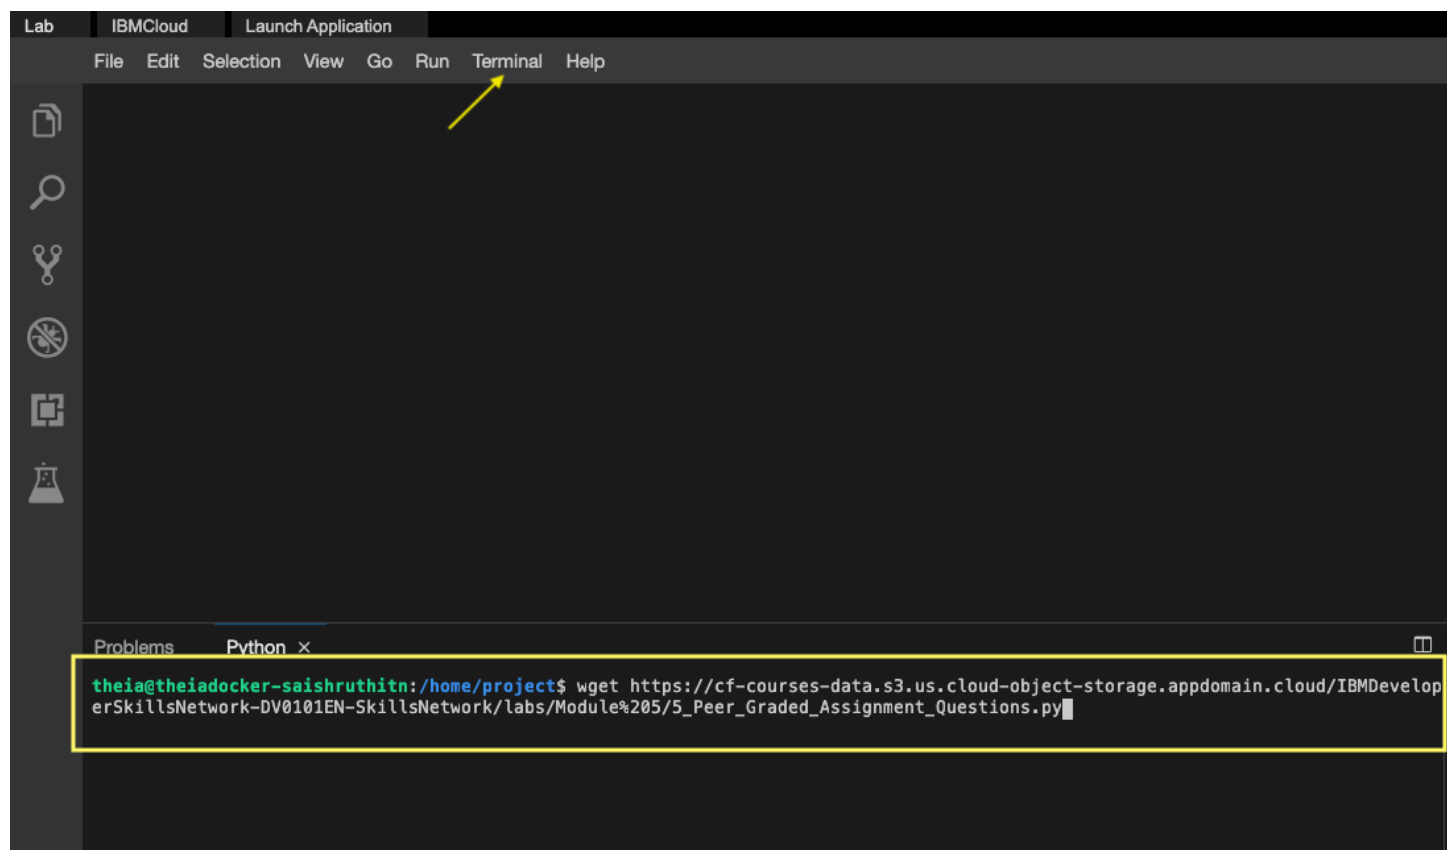 Lab IBMCloud Launch Application
File Edit Selection View Go Run Terminal Help
Problems Python ×
theia@theiadocker-saishruthitn:/home/project$ wget https://cf-courses-data.s3.us.cloud-object-storage.appdomain.cloud/IBMDevelop
erSkillsNetwork-DV0101EN-SkillsNetwork/labs/Module%205/5_Peer_Graded_Assignment_Questions.py